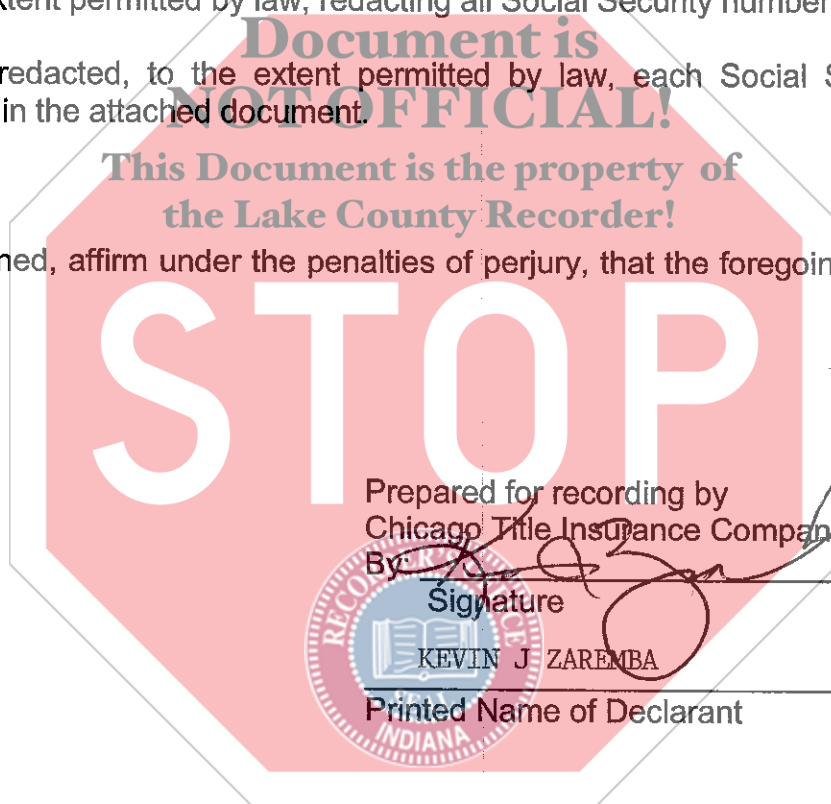 xtent permitted by law, redacting all Social Security number
Document is
redacted, to the extent permitted by law, each Social S
in the attached document.
NOT OFFICIAL!
This Document is the property of
the Lake County Recorder!
ned, affirm under the penalties of perjury, that the foregoin
STOP
Prepared for recording by
Chicago Title Insurance Compan
By:
Signature
KEVIN J ZAREMBA
Printed Name of Declarant
RECORDER'S OFFICE
SEAL
INDIANA